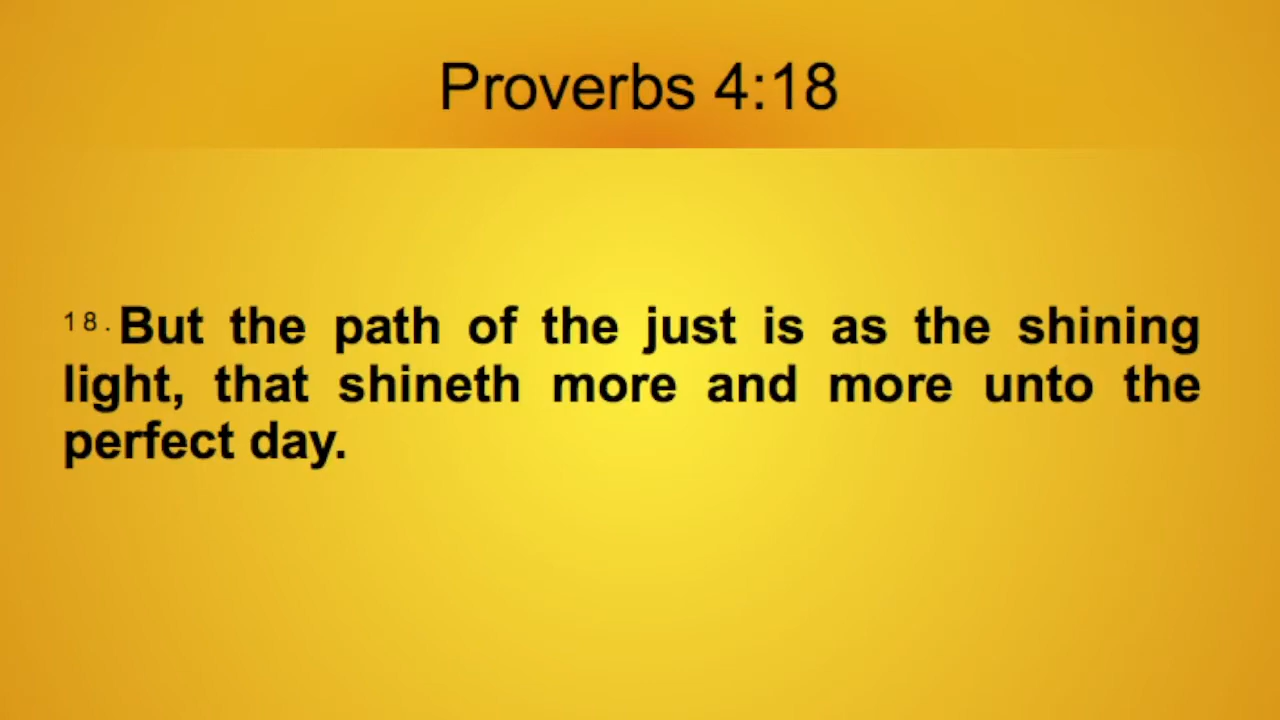 Proverbs 4:18
18. But the path of the just is as the shining
light, that shineth more and more unto the
perfect day.